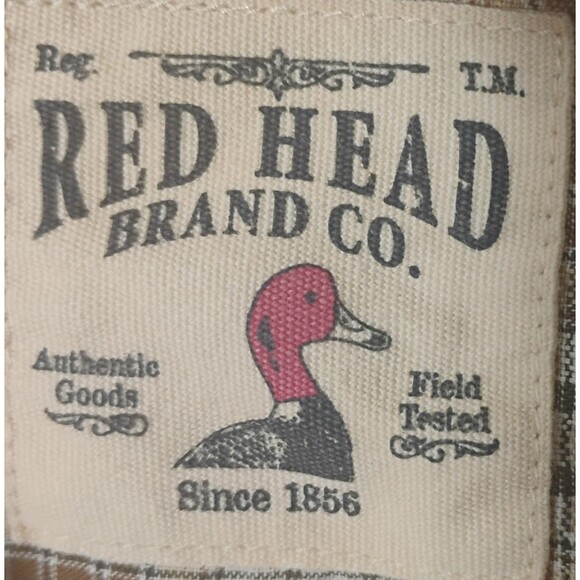 Reg. T.M.
RED HEAD
BRAND CO.
Authentic
Goods
Field
Tested
Since 1856